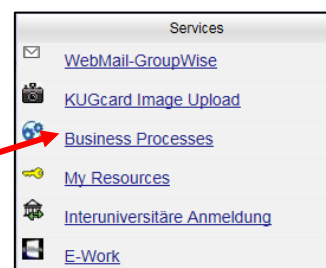 Services
WebMail-GroupWise
KUGcard Image Upload
Business Processes
My Resources
Interuniversitäre Anmeldung
E-Work